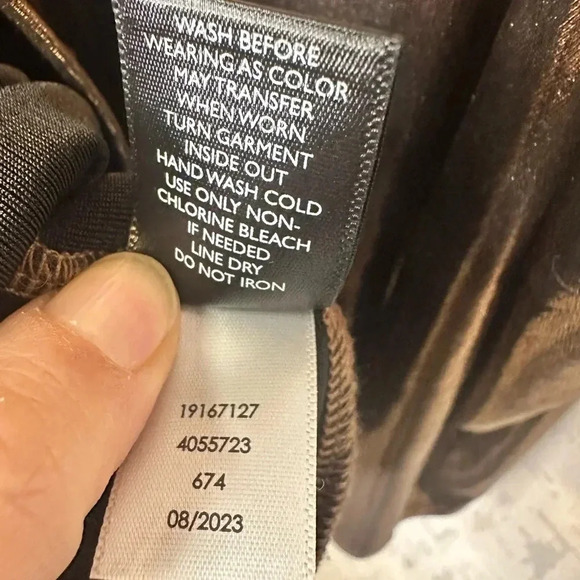 WASH BEFORE
WEARING AS COLOR
MAY TRANSFER
WHEN WORN
TURN GARMENT
INSIDE OUT
HAND WASH COLD
USE ONLY NON-
CHLORINE BLEACH
IF NEEDED
LINE DRY
DO NOT IRON
19167127
4055723
674
08/2023